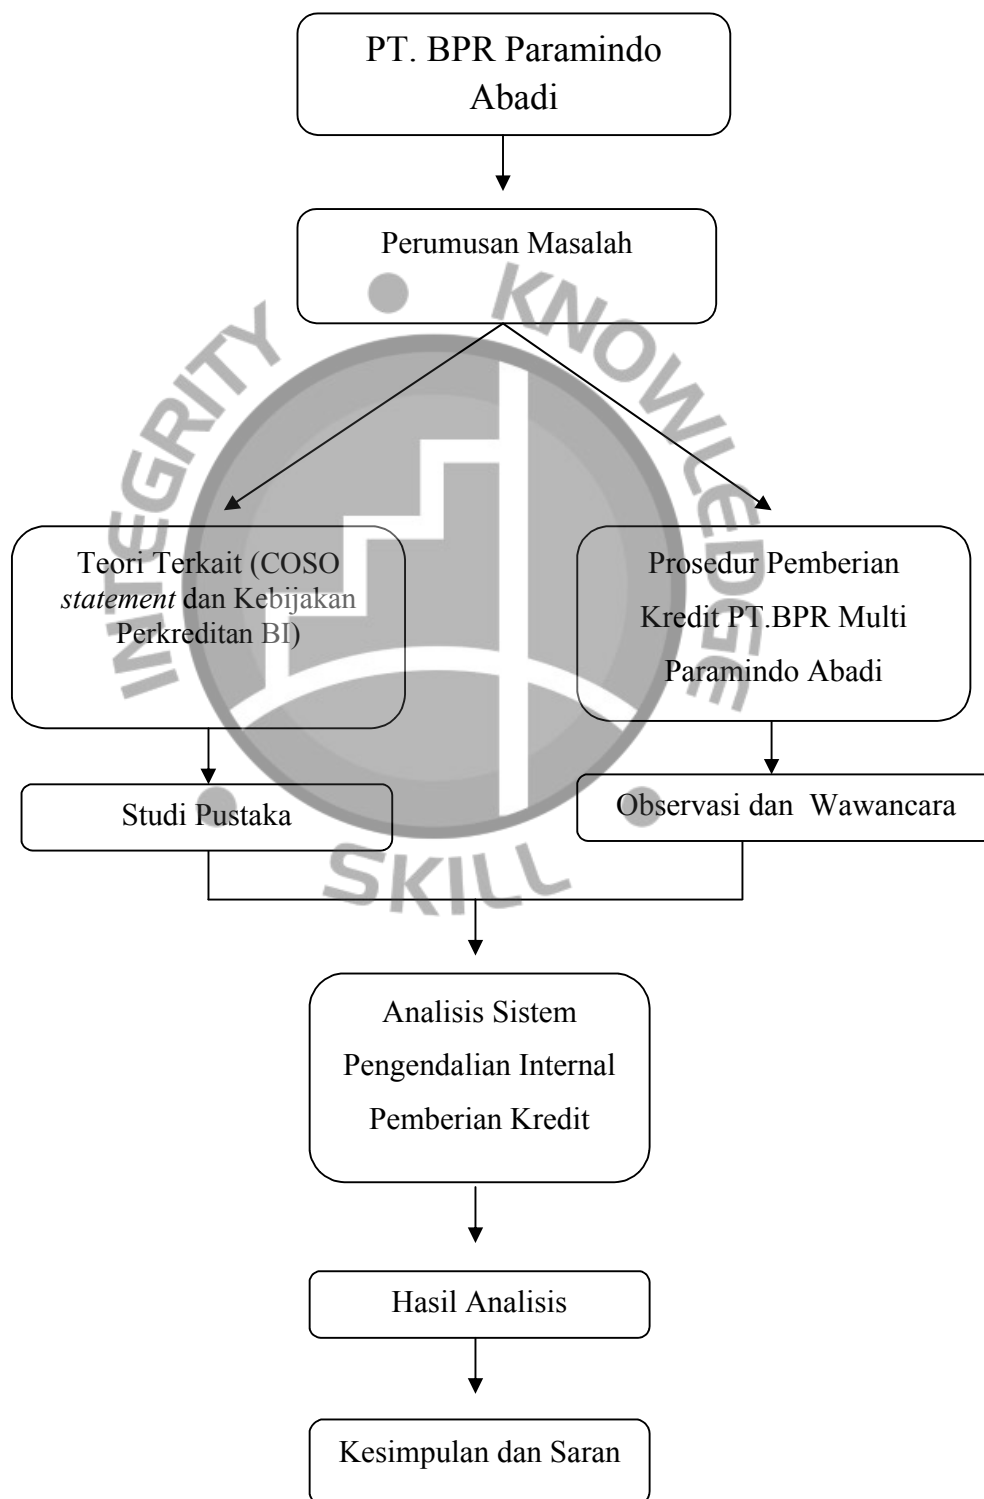 PT. BPR Paramindo
Abadi
Perumusan Masalah
INTEGRITY • KNOWLEDGE • SKILL •
Teori Terkait (COSO
statement dan Kebijakan
Perkreditan BI)
Prosedur Pemberian
Kredit PT.BPR Multi
Paramindo Abadi
Studi Pustaka
Observasi dan Wawancara
Analisis Sistem
Pengendalian Internal
Pemberian Kredit
Hasil Analisis
Kesimpulan dan Saran